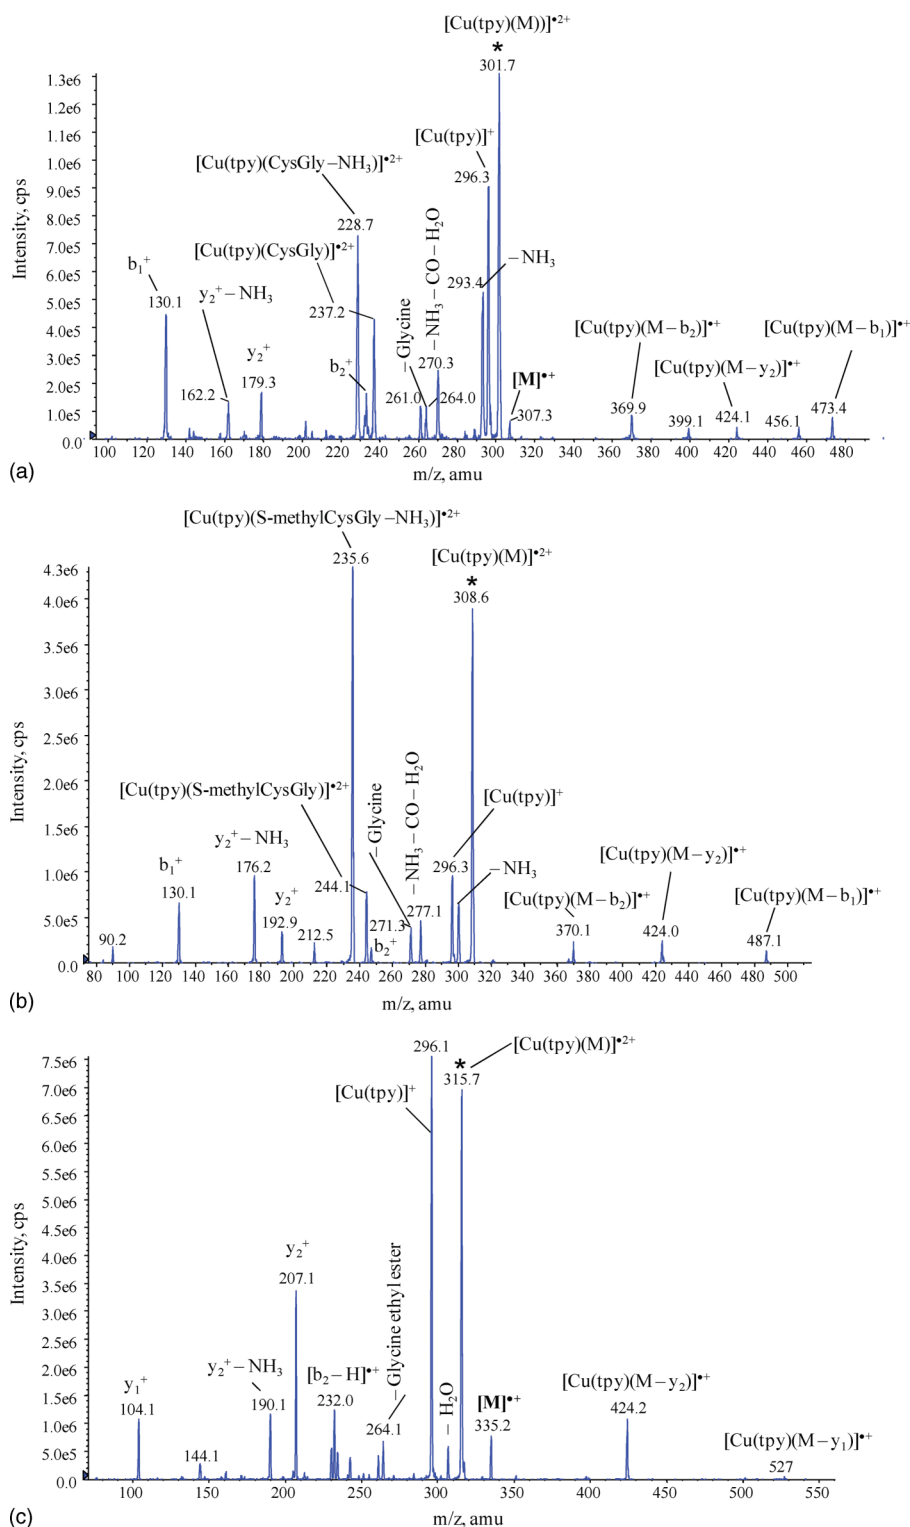 [Cu(tpy)(M))]•2+
*
301.7
1.3e6
1.2e6
1.1e6
1.0e6
9.0e5
8.0e5
7.0e5
6.0e5
5.0e5
4.0e5
3.0e5
2.0e5
1.0e5
0.0
Intensity, cps
[Cu(tpy)]+
296.3
[Cu(tpy)(CysGly–NH3)]•2+
228.7
[Cu(tpy)(CysGly)]•2+
237.2
b1+
130.1
y2+ – NH3
162.2
y2+
179.3
b2+
– Glycine
261.0
– NH3 – CO – H2O
270.3
264.0
293.4
– NH3
[M]•+
307.3
[Cu(tpy)(M – b2)]•+
369.9
399.1
[Cu(tpy)(M – y2)]•+
424.1
456.1
[Cu(tpy)(M – b1)]•+
473.4
100 120 140 160 180 200 220 240 260 280 300 320 340 360 380 400 420 440 460 480
m/z, amu
(a)
[Cu(tpy)(S-methylCysGly –NH3)]•2+
235.6
[Cu(tpy)(M)]•2+
*
308.6
4.3e6
4.0e6
3.5e6
3.0e6
2.5e6
2.0e6
1.5e6
1.0e6
5.0e5
0.0
Intensity, cps
[Cu(tpy)(S-methylCysGly)]•2+
244.1
– Glycine
271.3
– NH3 – CO – H2O
277.1
[Cu(tpy)]+
296.3
– NH3
y2+ – NH3
176.2
b1+
130.1
y2+
192.9
212.5
b2+
90.2
[Cu(tpy)(M – b2)]•+
370.1
[Cu(tpy)(M – y2)]•+
424.0
[Cu(tpy)(M – b1)]•+
487.1
80 100 120 140 160 180 200 220 240 260 280 300 320 340 360 380 400 420 440 460 480 500
m/z, amu
(b)
296.1
[Cu(tpy)(M)]•2+
*
315.7
[Cu(tpy)]+
7.5e6
7.0e6
6.5e6
6.0e6
5.5e6
5.0e6
4.5e6
4.0e6
3.5e6
3.0e6
2.5e6
2.0e6
1.5e6
1.0e6
5.0e5
0.0
Intensity, cps
y2+
207.1
y2+ – NH3
190.1
[b2 – H]•+
232.0
– Glycine ethyl ester
264.1
y1+
104.1
144.1
– H2O
[M]•+
335.2
[Cu(tpy)(M – y2)]•+
424.2
[Cu(tpy)(M – y1)]•+
527
100 150 200 250 300 350 400 450 500 550
m/z, amu
(c)